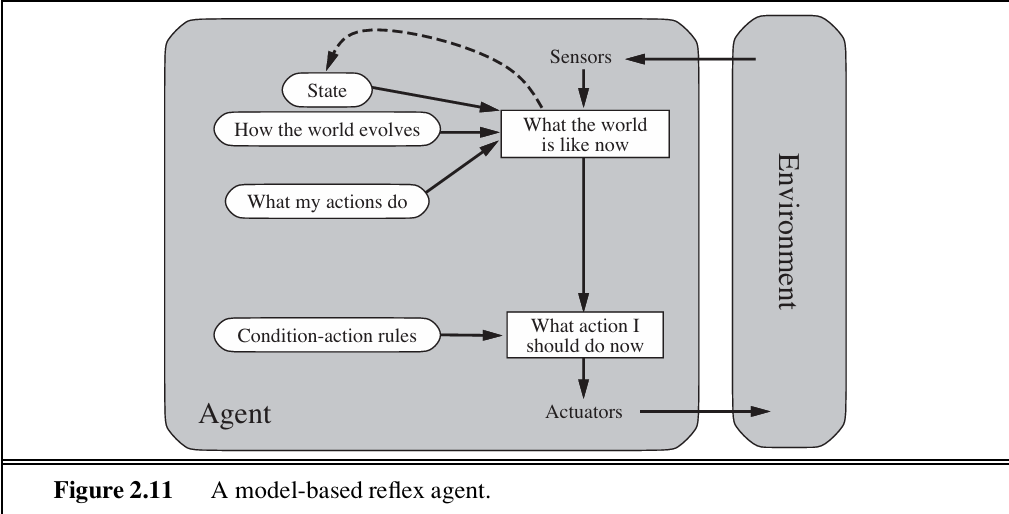 Sensors
State
What the world
is like now
How the world evolves
What my actions do
Environment
Condition-action rules
What action I
should do now
Agent
Actuators
Figure 2.11 A model-based reflex agent.